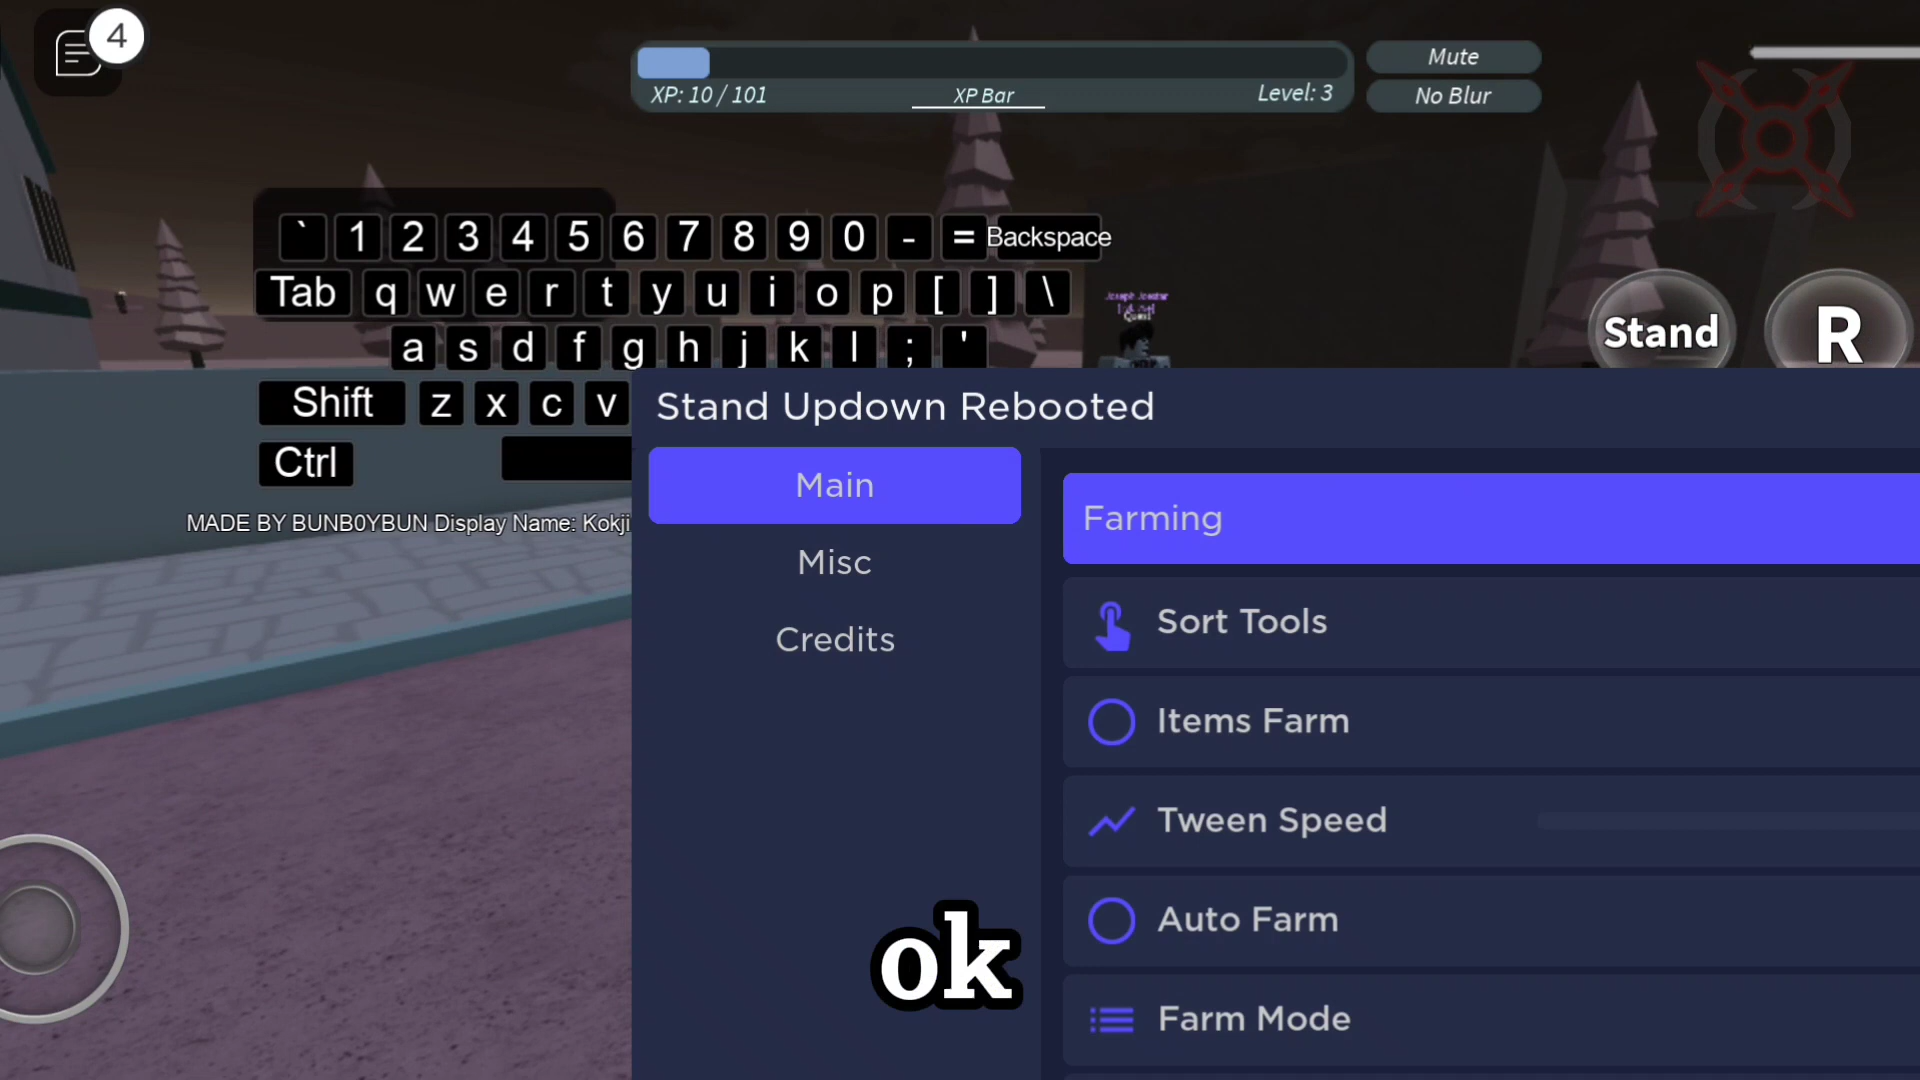 4
XP: 10 / 101
XP Bar
Level: 3
Mute
No Blur
` 1 2 3 4 5 6 7 8 9 0 - = Backspace
Tab q w e r t y u i o p [ ] \
a s d f g h j k l ; '
Shift z x c v
Ctrl
MADE BY BUNB0YBUN Display Name: Kokji
Quest
Stand
R
Stand Updown Rebooted
Main
Misc
Credits
Farming
Sort Tools
Items Farm
Tween Speed
Auto Farm
Farm Mode
ok